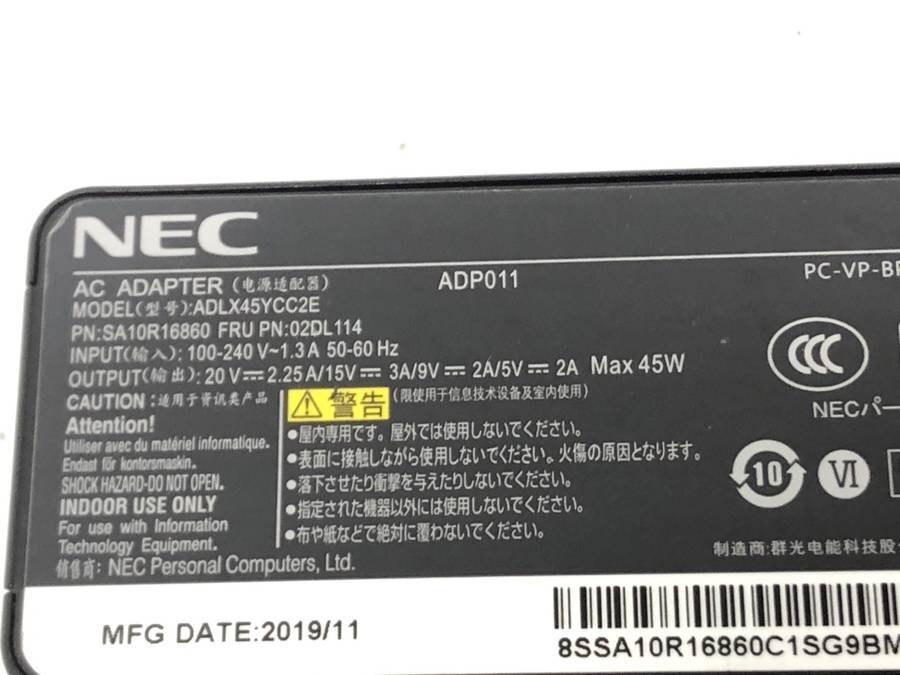 NEC
AC ADAPTER (电源适配器) ADP011 PC-VP-BP
MODEL(型号):ADLX45YCC2E
PN:SA10R16860 FRU PN:02DL114
INPUT(输入): 100-240 V~1.3 A 50-60 Hz
OUTPUT(输出): 20 V⎓2.25 A/15V⎓ 3A/9V⎓ 2A/5V⎓ 2A Max 45W
CCC
NECパー
CAUTION:适用于资讯类产品
⚠警告 (限使用于信息技术设备及室内使用)
Attention!
Utiliser avec du matériel informatique.
Endast för kontorsmaskin.
SHOCK HAZARD-DO NOT OPEN.
INDOOR USE ONLY
For use with Information
Technology Equipment.
●屋内専用です。屋外では使用しないでください。
●表面に接触しながら使用しないでください。火傷の原因となります。
●落下させたり衝撃を与えたりしないでください。
●指定された機器以外には使用しないでください。
●布や紙などで絶対に覆わないでください。
10 VI
销售商: NEC Personal Computers, Ltd.
制造商:群光电能科技股
MFG DATE:2019/11
8SSA10R16860C1SG9BM